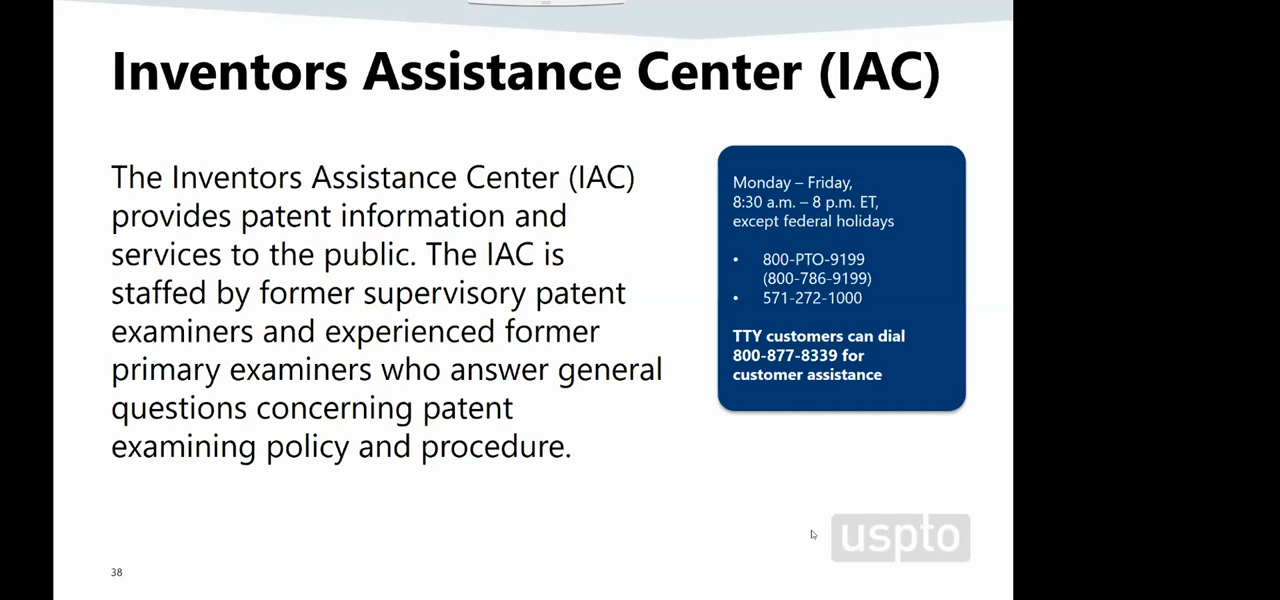 Inventors Assistance Center (IAC)
The Inventors Assistance Center (IAC)
provides patent information and
services to the public. The IAC is
staffed by former supervisory patent
examiners and experienced former
primary examiners who answer general
questions concerning patent
examining policy and procedure.
Monday – Friday,
8:30 a.m. – 8 p.m. ET,
except federal holidays
• 800-PTO-9199
(800-786-9199)
• 571-272-1000
TTY customers can dial
800-877-8339 for
customer assistance
uspto
38